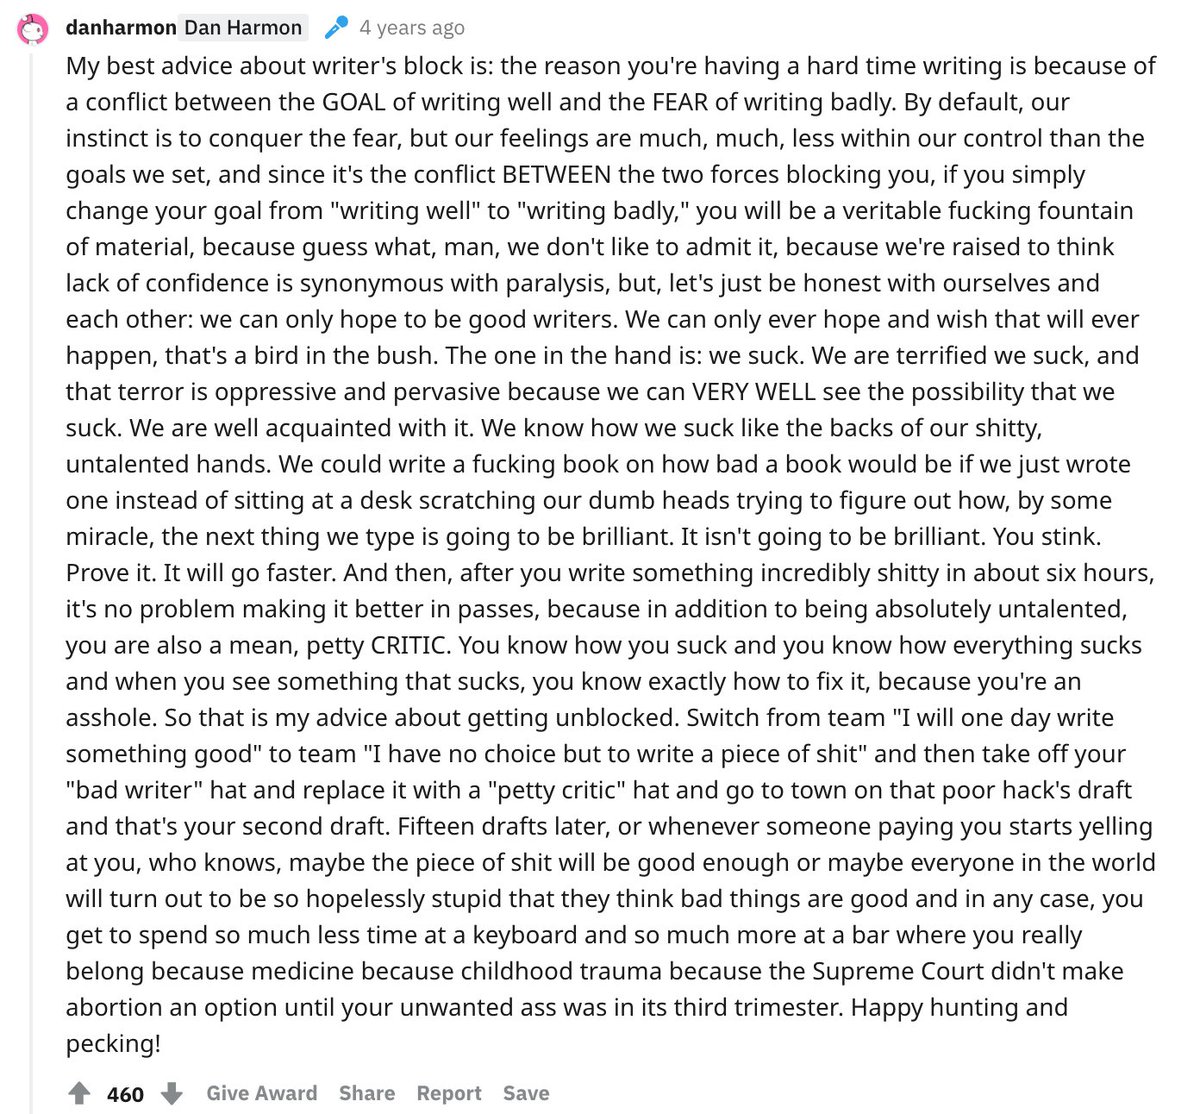 danharmon Dan Harmon 4 years ago
My best advice about writer's block is: the reason you're having a hard time writing is because of
a conflict between the GOAL of writing well and the FEAR of writing badly. By default, our
instinct is to conquer the fear, but our feelings are much, much, less within our control than the
goals we set, and since it's the conflict BETWEEN the two forces blocking you, if you simply
change your goal from "writing well" to "writing badly," you will be a veritable fucking fountain
of material, because guess what, man, we don't like to admit it, because we're raised to think
lack of confidence is synonymous with paralysis, but, let's just be honest with ourselves and
each other: we can only hope to be good writers. We can only ever hope and wish that will ever
happen, that's a bird in the bush. The one in the hand is: we suck. We are terrified we suck, and
that terror is oppressive and pervasive because we can VERY WELL see the possibility that we
suck. We are well acquainted with it. We know how we suck like the backs of our shitty,
untalented hands. We could write a fucking book on how bad a book would be if we just wrote
one instead of sitting at a desk scratching our dumb heads trying to figure out how, by some
miracle, the next thing we type is going to be brilliant. It isn't going to be brilliant. You stink.
Prove it. It will go faster. And then, after you write something incredibly shitty in about six hours,
it's no problem making it better in passes, because in addition to being absolutely untalented,
you are also a mean, petty CRITIC. You know how you suck and you know how everything sucks
and when you see something that sucks, you know exactly how to fix it, because you're an
asshole. So that is my advice about getting unblocked. Switch from team "I will one day write
something good" to team "I have no choice but to write a piece of shit" and then take off your
"bad writer" hat and replace it with a "petty critic" hat and go to town on that poor hack's draft
and that's your second draft. Fifteen drafts later, or whenever someone paying you starts yelling
at you, who knows, maybe the piece of shit will be good enough or maybe everyone in the world
will turn out to be so hopelessly stupid that they think bad things are good and in any case, you
get to spend so much less time at a keyboard and so much more at a bar where you really
belong because medicine because childhood trauma because the Supreme Court didn't make
abortion an option until your unwanted ass was in its third trimester. Happy hunting and
pecking!
460 Give Award Share Report Save